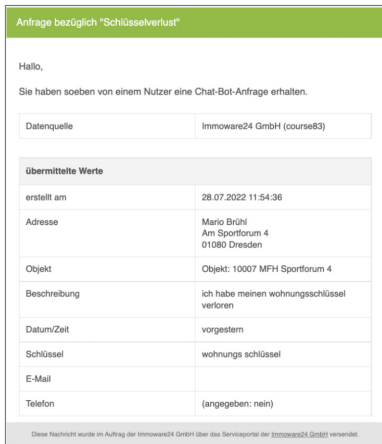 Anfrage bezüglich "Schlüsselverlust"
Hallo,
Sie haben soeben von einem Nutzer eine Chat-Bot-Anfrage erhalten.
Datenquelle Immoware24 GmbH (course83)
übermittelte Werte
erstellt am 28.07.2022 11:54:36
Adresse Mario Brühl
Am Sportforum 4
01080 Dresden
Objekt Objekt: 10007 MFH Sportforum 4
Beschreibung ich habe meinen wohnungsschlüssel
verloren
Datum/Zeit vorgestern
Schlüssel wohnungs schlüssel
E-Mail
Telefon (angegeben: nein)
Diese Nachricht wurde im Auftrag der Immoware24 GmbH über das Serviceportal der Immoware24 GmbH versendet.